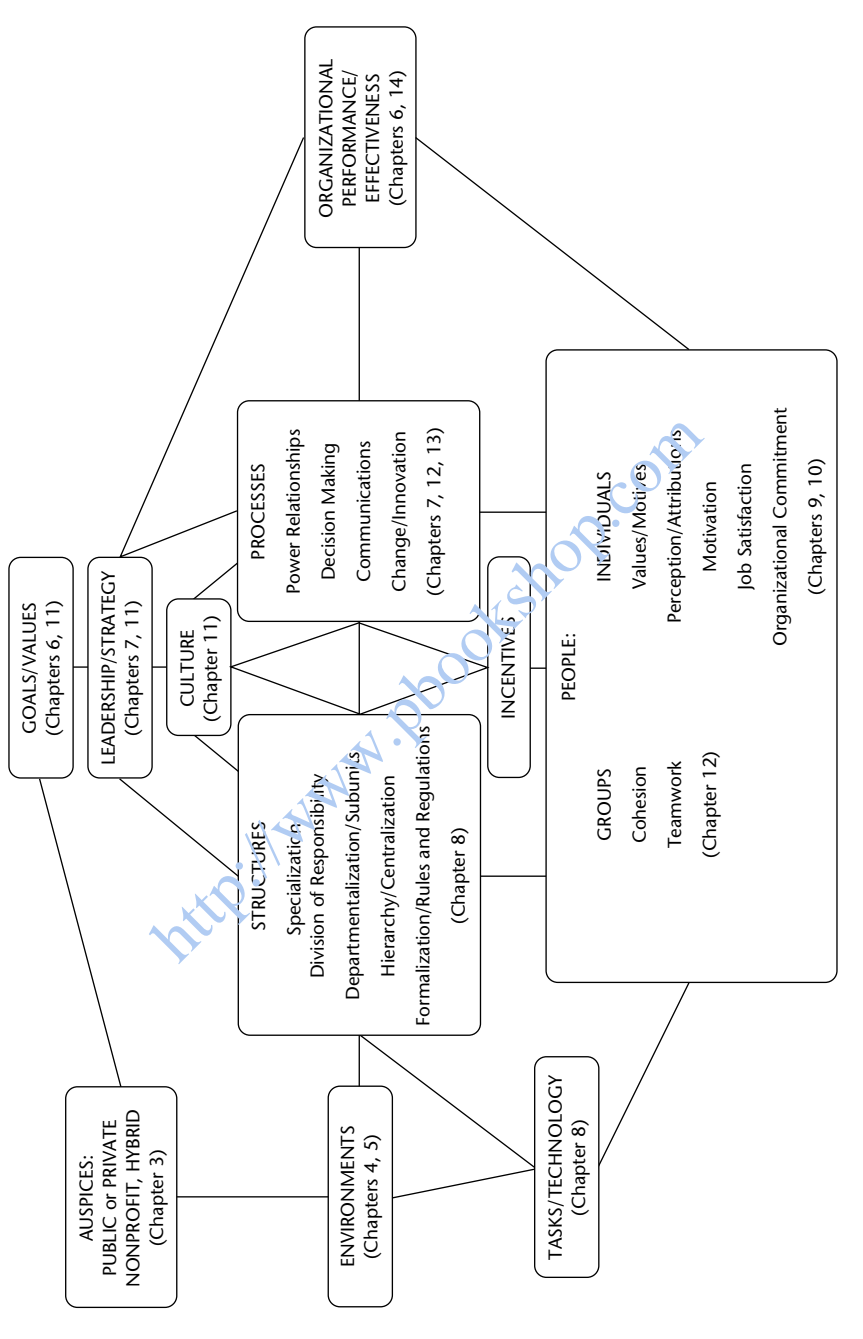 GOALS/VALUES
(Chapters 6, 11)
LEADERSHIP/STRATEGY
(Chapters 7, 11)
CULTURE
(Chapter 11)
AUSPICES:
PUBLIC or PRIVATE
NONPROFIT, HYBRID
(Chapter 3)
ENVIRONMENTS
(Chapters 4, 5)
TASKS/TECHNOLOGY
(Chapter 8)
STRUCTURES
Specialization
Division of Responsibility
Departmentalization/Subunits
Hierarchy/Centralization
Formalization/Rules and Regulations
(Chapter 8)
PROCESSES
Power Relationships
Decision Making
Communications
Change/Innovation
(Chapters 7, 12, 13)
INCENTIVES
ORGANIZATIONAL
PERFORMANCE/
EFFECTIVENESS
(Chapters 6, 14)
PEOPLE:
GROUPS
Cohesion
Teamwork
(Chapter 12)
INDIVIDUALS
Values/Motives
Perception/Attributions
Motivation
Job Satisfaction
Organizational Commitment
(Chapters 9, 10)
http://www.pbookshop.com